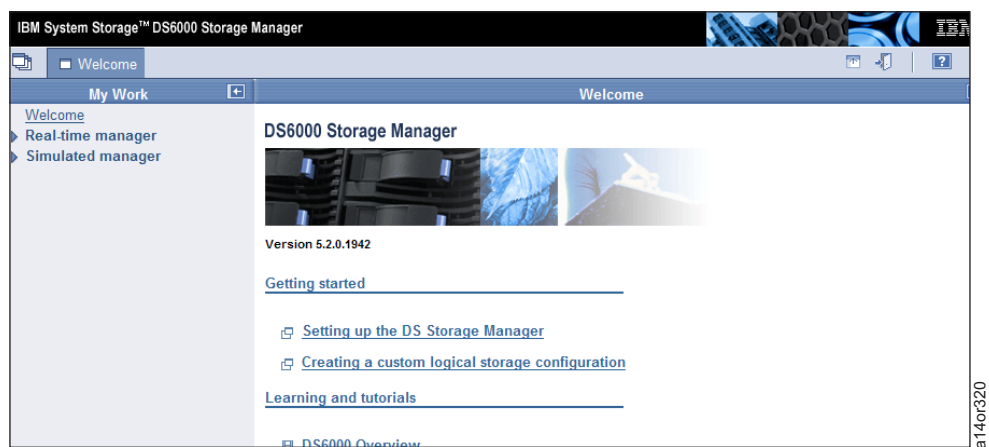 IBM System Storage™ DS6000 Storage Manager
IBM
Welcome
?
My Work
Welcome
Welcome
Real-time manager
Simulated manager
DS6000 Storage Manager
Version 5.2.0.1942
Getting started
Setting up the DS Storage Manager
Creating a custom logical storage configuration
Learning and tutorials
DS6000 Overview
a14or320